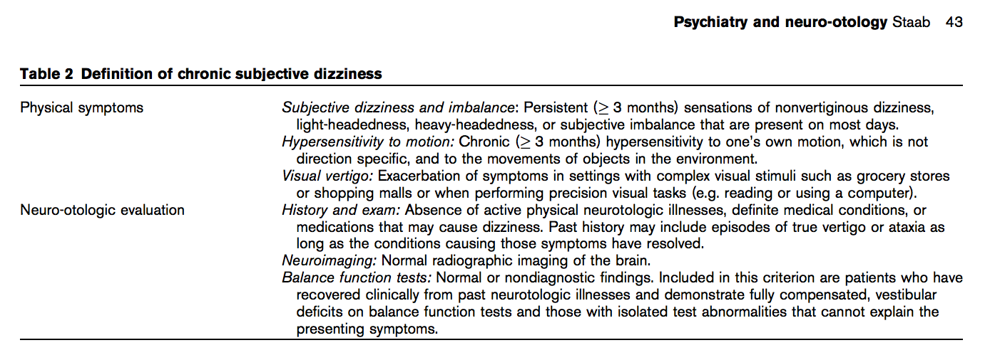 Psychiatry and neuro-otology Staab 43
Table 2 Definition of chronic subjective dizziness
Physical symptoms Subjective dizziness and imbalance: Persistent (≥ 3 months) sensations of nonvertiginous dizziness,
light-headedness, heavy-headedness, or subjective imbalance that are present on most days.
Hypersensitivity to motion: Chronic (≥ 3 months) hypersensitivity to one's own motion, which is not
direction specific, and to the movements of objects in the environment.
Visual vertigo: Exacerbation of symptoms in settings with complex visual stimuli such as grocery stores
or shopping malls or when performing precision visual tasks (e.g. reading or using a computer).
Neuro-otologic evaluation History and exam: Absence of active physical neurotologic illnesses, definite medical conditions, or
medications that may cause dizziness. Past history may include episodes of true vertigo or ataxia as
long as the conditions causing those symptoms have resolved.
Neuroimaging: Normal radiographic imaging of the brain.
Balance function tests: Normal or nondiagnostic findings. Included in this criterion are patients who have
recovered clinically from past neurotologic illnesses and demonstrate fully compensated, vestibular
deficits on balance function tests and those with isolated test abnormalities that cannot explain the
presenting symptoms.